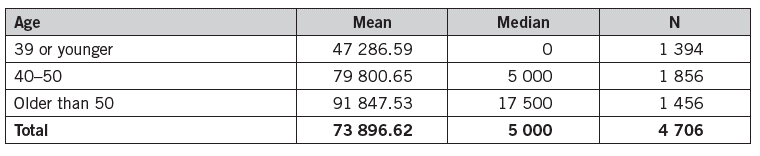 Age Mean Median N
39 or younger 47 286.59 0 1 394
40–50 79 800.65 5 000 1 856
Older than 50 91 847.53 17 500 1 456
Total 73 896.62 5 000 4 706